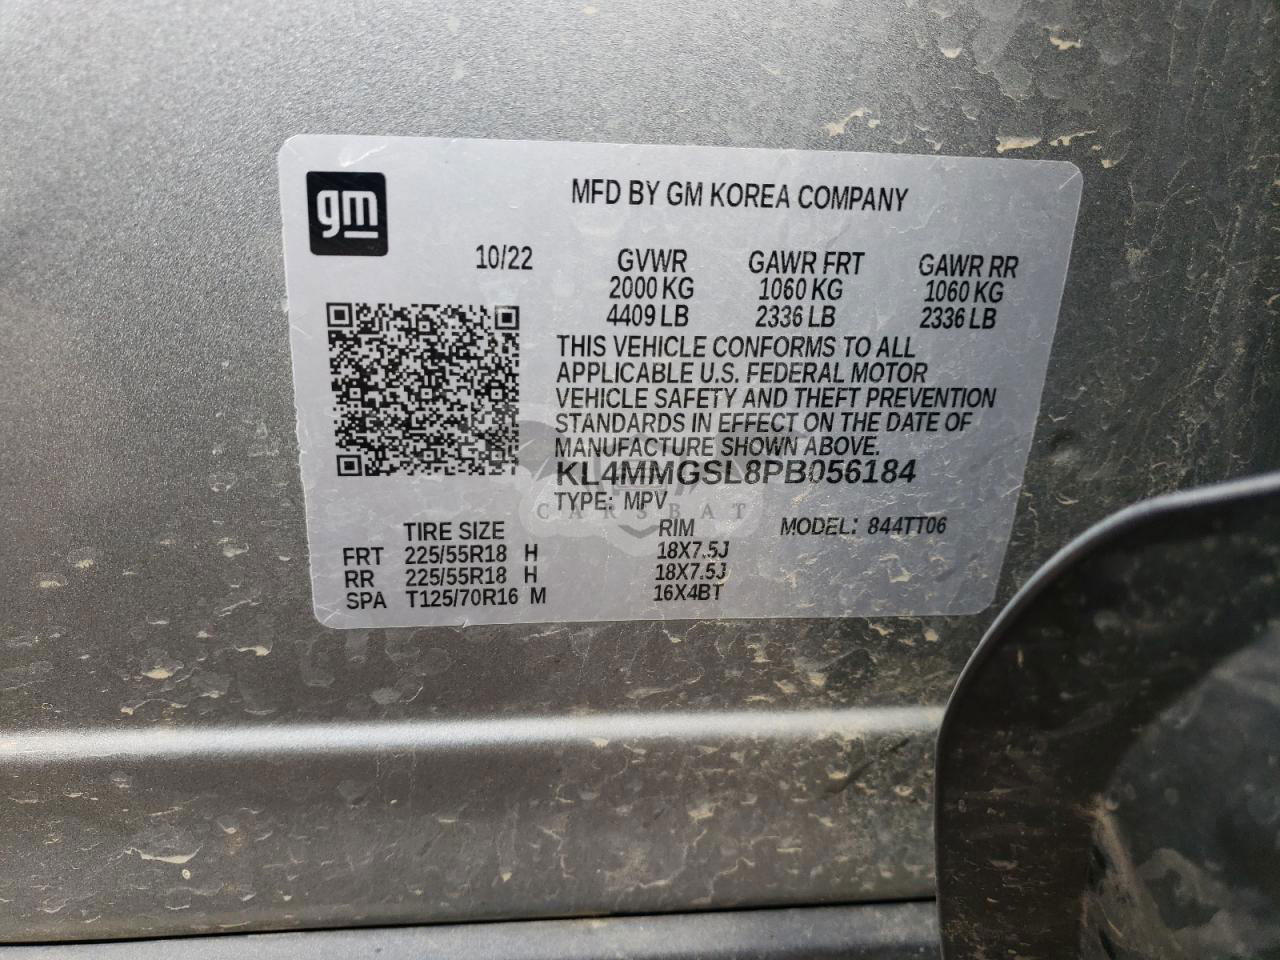 gm
MFD BY GM KOREA COMPANY
10/22
GVWR GAWR FRT GAWR RR
2000 KG 1060 KG 1060 KG
4409 LB 2336 LB 2336 LB
THIS VEHICLE CONFORMS TO ALL
APPLICABLE U.S. FEDERAL MOTOR
VEHICLE SAFETY AND THEFT PREVENTION
STANDARDS IN EFFECT ON THE DATE OF
MANUFACTURE SHOWN ABOVE.
KL4MMGSL8PB056184
TYPE: MPV
CARSBAT
TIRE SIZE RIM MODEL: 844TT06
FRT 225/55R18 H 18X7.5J
RR 225/55R18 H 18X7.5J
SPA T125/70R16 M 16X4BT